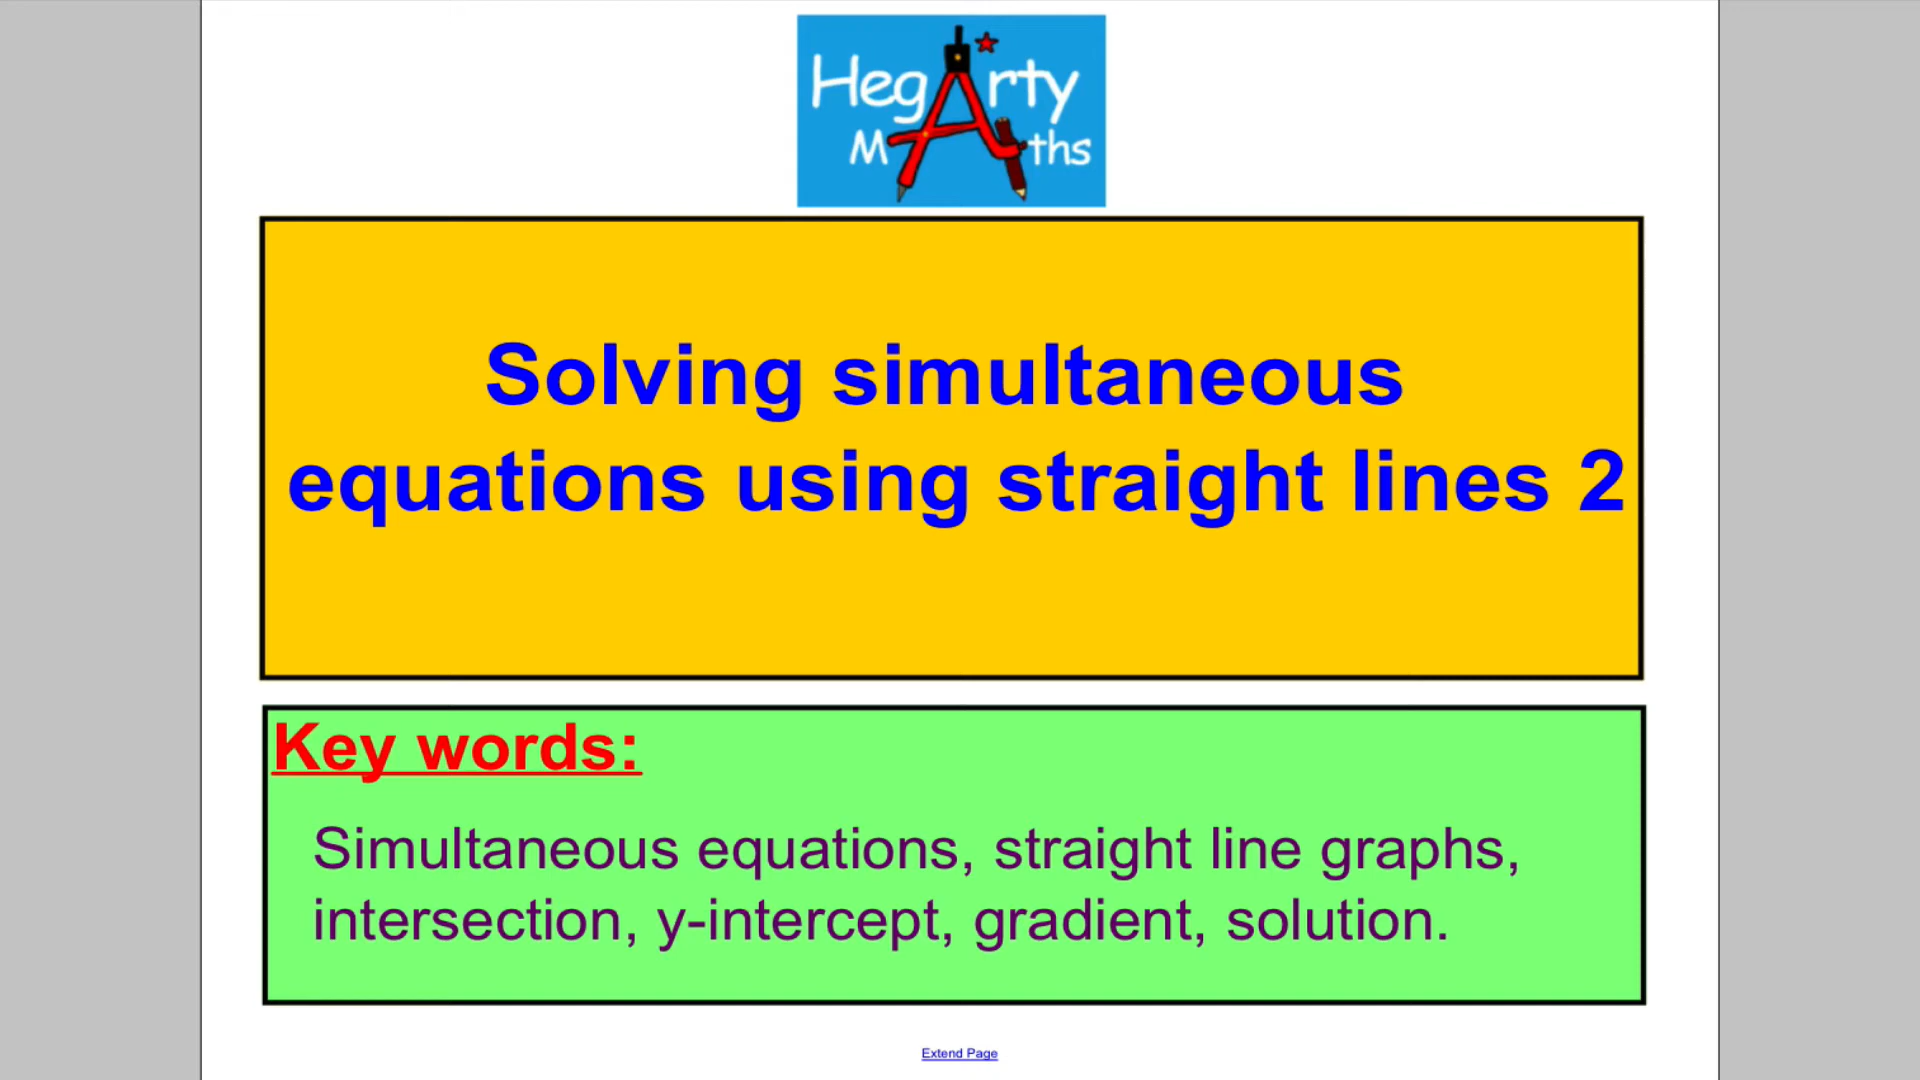 HegArty
MAths
Solving simultaneous
equations using straight lines 2
Key words:
Simultaneous equations, straight line graphs,
intersection, y-intercept, gradient, solution.
Extend Page